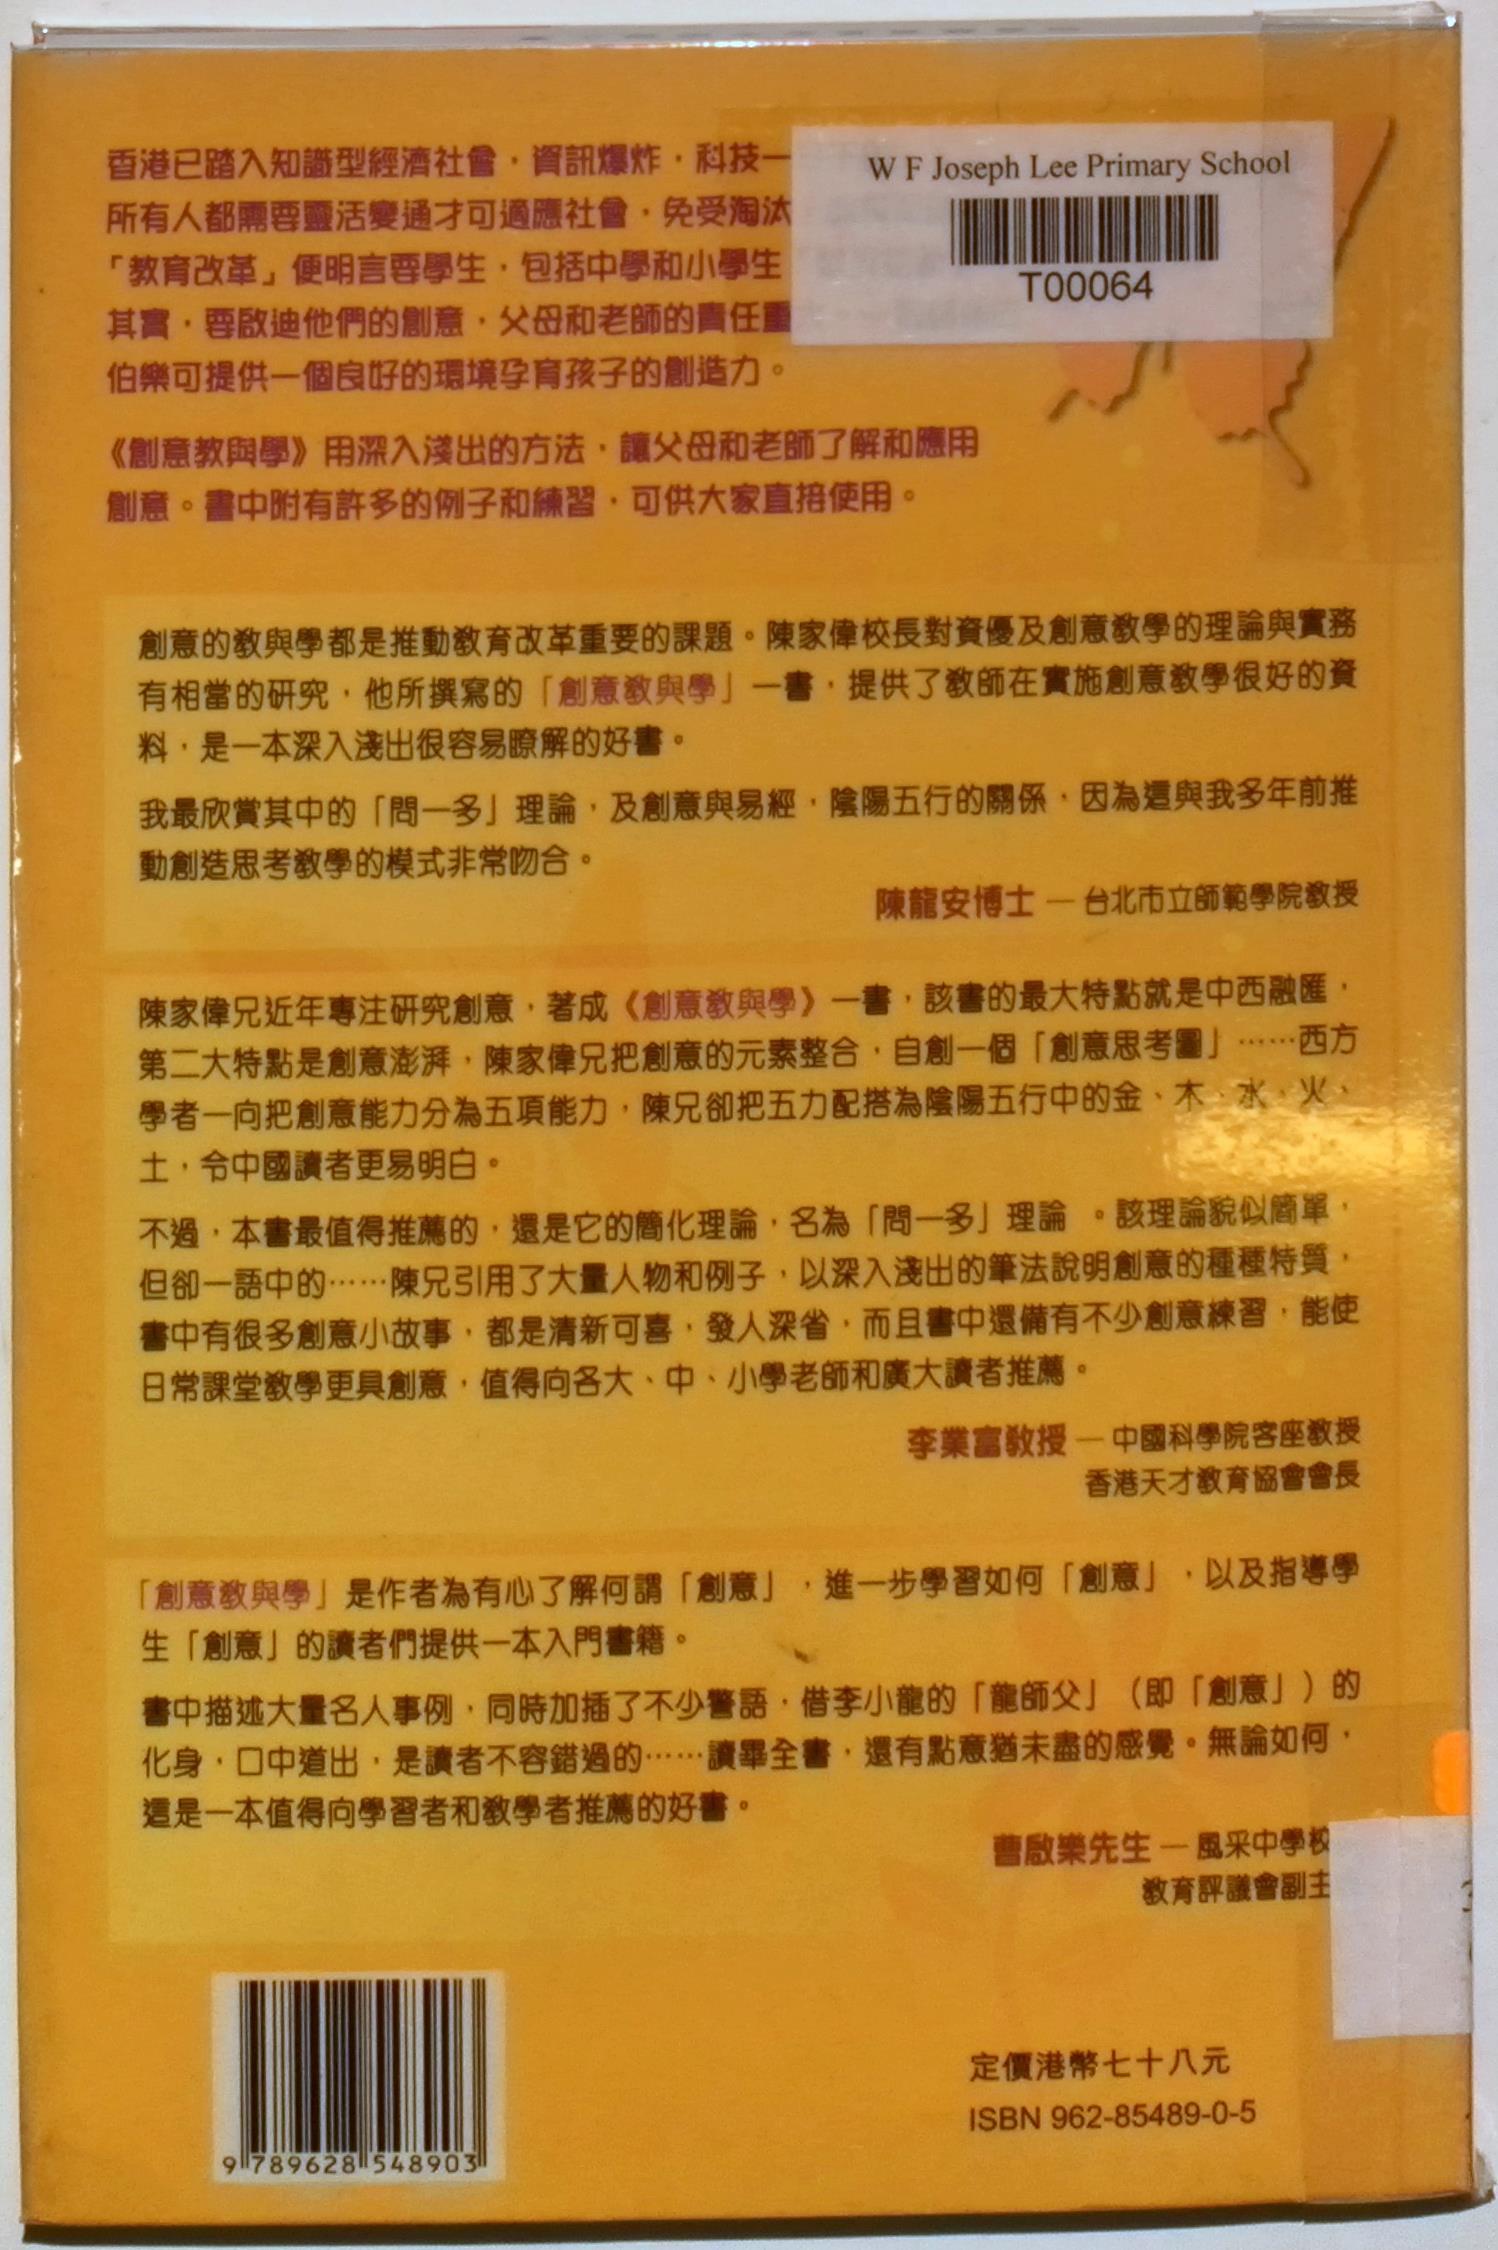 W F Joseph Lee Primary School
T00064
香港已踏入知識型經濟社會，資訊爆炸，科技一
所有人都需要靈活變通才可適應社會，免受淘汰
「教育改革」便明言要學生，包括中學和小學生
其實，要啟迪他們的創意，父母和老師的責任重
伯樂可提供一個良好的環境孕育孩子的創造力。
《創意教與學》用深入淺出的方法，讓父母和老師了解和應用
創意。書中附有許多的例子和練習，可供大家直接使用。
創意的教與學都是推動教育改革重要的課題。陳家偉校長對資優及創意教學的理論與實務
有相當的研究，他所撰寫的「創意教與學」一書，提供了教師在實施創意教學很好的資
料，是一本深入淺出很容易瞭解的好書。
我最欣賞其中的「問一多」理論，及創意與易經，陰陽五行的關係，因為這與我多年前推
動創造思考教學的模式非常吻合。
陳龍安博士 — 台北市立師範學院教授
陳家偉兄近年專注研究創意，著成《創意教與學》一書，該書的最大特點就是中西融匯，
第二大特點是創意澎湃，陳家偉兄把創意的元素整合，自創一個「創意思考圖」……西方
學者一向把創意能力分為五項能力，陳兄卻把五力配搭為陰陽五行中的金、木、水、火、
土，令中國讀者更易明白。
不過，本書最值得推薦的，還是它的簡化理論，名為「問一多」理論 。該理論貌似簡單，
但卻一語中的……陳兄引用了大量人物和例子，以深入淺出的筆法說明創意的種種特質，
書中有很多創意小故事，都是清新可喜，發人深省，而且書中還備有不少創意練習，能使
日常課堂教學更具創意，值得向各大、中、小學老師和廣大讀者推薦。
李業富教授 — 中國科學院客座教授
香港天才教育協會會長
「創意教與學」是作者為有心了解何謂「創意」，進一步學習如何「創意」，以及指導學
生「創意」的讀者們提供一本入門書籍。
書中描述大量名人事例，同時加插了不少警語，借李小龍的「龍師父」（即「創意」）的
化身，口中道出，是讀者不容錯過的……讀畢全書，還有點意猶未盡的感覺。無論如何，
這是一本值得向學習者和教學者推薦的好書。
曹啟樂先生 — 風采中學校
教育評議會副主
定價港幣七十八元
ISBN 962-85489-0-5
9 789628 548903